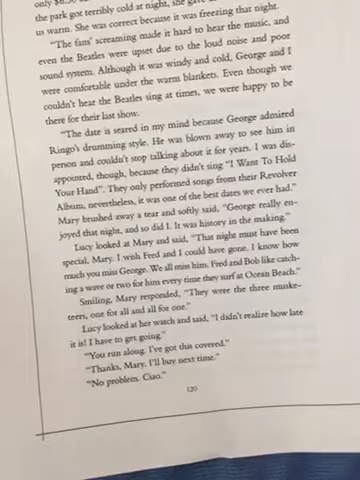 only
the park got terribly cold at night, she gave
us warm. She was correct because it was freezing that night.
"The fans' screaming made it hard to hear the music, and
even the Beatles were upset due to the loud noise and poor
sound system. Although it was windy and cold, George and I
were comfortable under the warm blankets. Even though we
couldn't hear the Beatles sing at times, we were happy to be
there for their last show.
"The date is seared in my mind because George admired
Ringo's drumming style. He was blown away to see him in
person and couldn't stop talking about it for years. I was dis-
appointed, though, because they didn't sing "I Want To Hold
Your Hand". They only performed songs from their Revolver
Album, nevertheless, it was one of the best dates we ever had."
Mary brushed away a tear and softly said, "George really en-
joyed that night, and so did I. It was history in the making."
Lucy looked at Mary and said, "That night must have been
special, Mary. I wish Fred and I could have gone. I know how
much you miss George. We all miss him. Fred and Bob like catch-
ing a wave or two for him every time they surf at Ocean Beach."
Smiling, Mary responded, "They were the three muske-
teers, one for all and all for one."
Lucy looked at her watch and said, "I didn't realize how late
it is! I have to get going."
"You run along. I've got this covered."
"Thanks, Mary. I'll buy next time."
"No problem. Ciao."
120